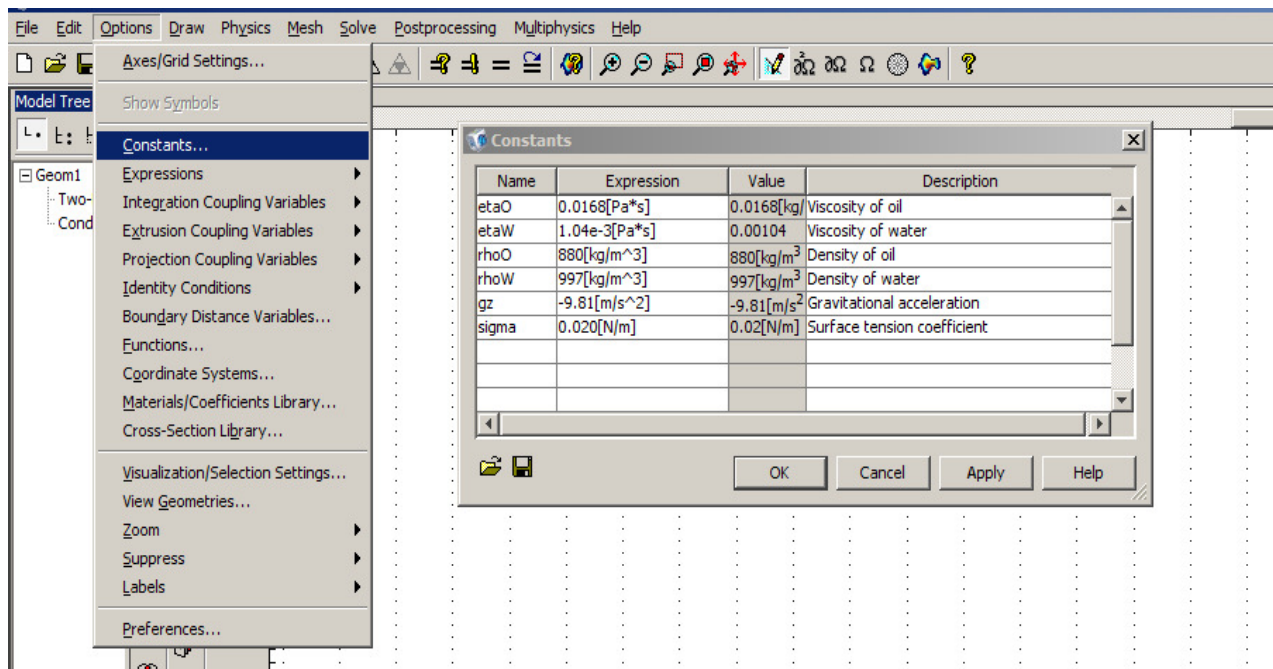 File Edit Options Draw Physics Mesh Solve Postprocessing Multiphysics Help
Axes/Grid Settings...
Model Tree
Show Symbols
Constants...
Geom1
Two-
Cond
Expressions
Integration Coupling Variables
Extrusion Coupling Variables
Projection Coupling Variables
Identity Conditions
Boundary Distance Variables...
Functions...
Coordinate Systems...
Materials/Coefficients Library...
Cross-Section Library...
Visualization/Selection Settings...
View Geometries...
Zoom
Suppress
Labels
Preferences...
Constants
Name Expression Value Description
etaO 0.0168[Pa*s] 0.0168[kg/ Viscosity of oil
etaW 1.04e-3[Pa*s] 0.00104 Viscosity of water
rhoO 880[kg/m^3] 880[kg/m³ Density of oil
rhoW 997[kg/m^3] 997[kg/m³ Density of water
gz -9.81[m/s^2] -9.81[m/s² Gravitational acceleration
sigma 0.020[N/m] 0.02[N/m] Surface tension coefficient
OK Cancel Apply Help